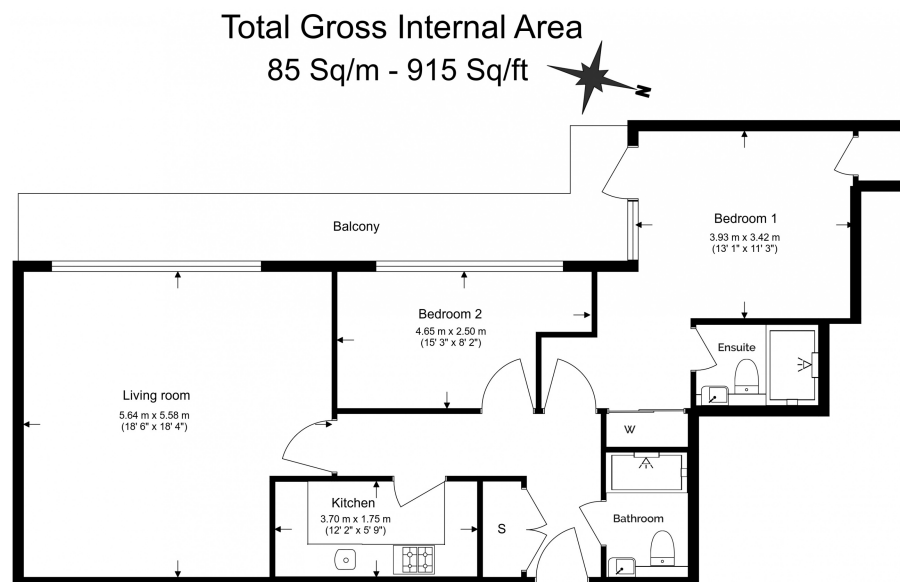 Total Gross Internal Area
85 Sq/m - 915 Sq/ft
N
Balcony
Bedroom 1
3.93 m x 3.42 m
(13' 1" x 11' 3")
Bedroom 2
4.65 m x 2.50 m
(15' 3" x 8' 2")
Ensuite
Living room
5.64 m x 5.58 m
(18' 6" x 18' 4")
W
Kitchen
3.70 m x 1.75 m
(12' 2" x 5' 9")
S
Bathroom